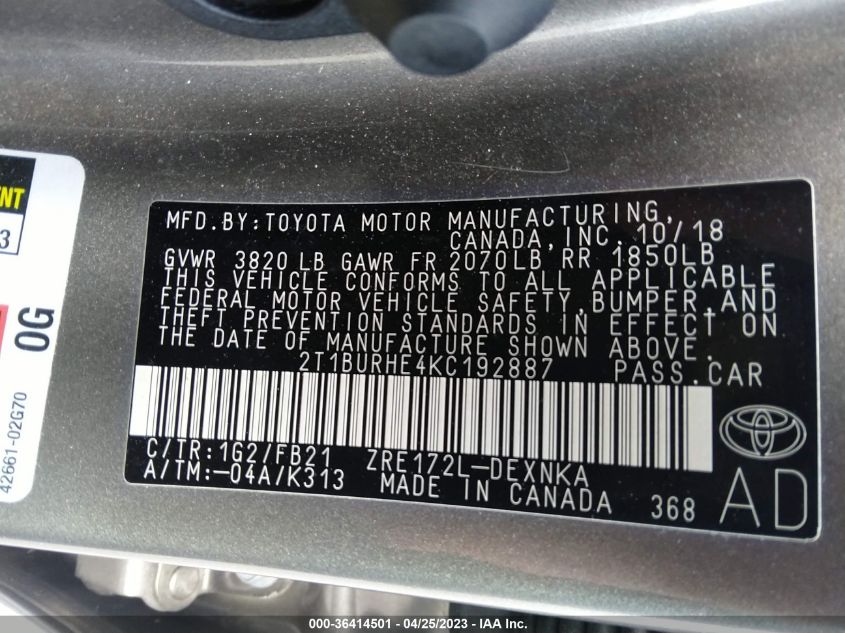 MFD.BY:TOYOTA MOTOR MANUFACTURING,
CANADA,INC. 10/18
GVWR 3820 LB GAWR FR 2070LB RR 1850LB
THIS VEHICLE CONFORMS TO ALL APPLICABLE
FEDERAL MOTOR VEHICLE SAFETY,BUMPER,AND
THEFT PREVENTION STANDARDS IN EFFECT ON
THE DATE OF MANUFACTURE SHOWN ABOVE.
2T1BURHE4KC192887 PASS.CAR
C/TR:1G2/FB21 ZRE172L-DEXNKA
A/TM:-04A/K313 MADE IN CANADA 368
AD
3
OG
42661-02G70
000-36414501 - 04/25/2023 - IAA Inc.